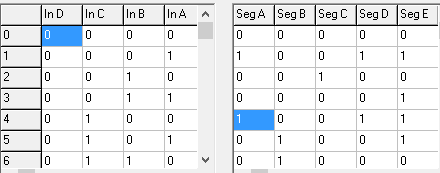 In D In C In B In A Seg A Seg B Seg C Seg D Seg E
0 0 0 0 0 0 0 0 0 0
1 0 0 0 1 1 0 0 1 1
2 0 0 1 0 0 0 1 0 0
3 0 0 1 1 0 0 0 0 1
4 0 1 0 0 1 0 0 1 1
5 0 1 0 1 0 1 0 0 1
6 0 1 1 0 0 1 0 0 0